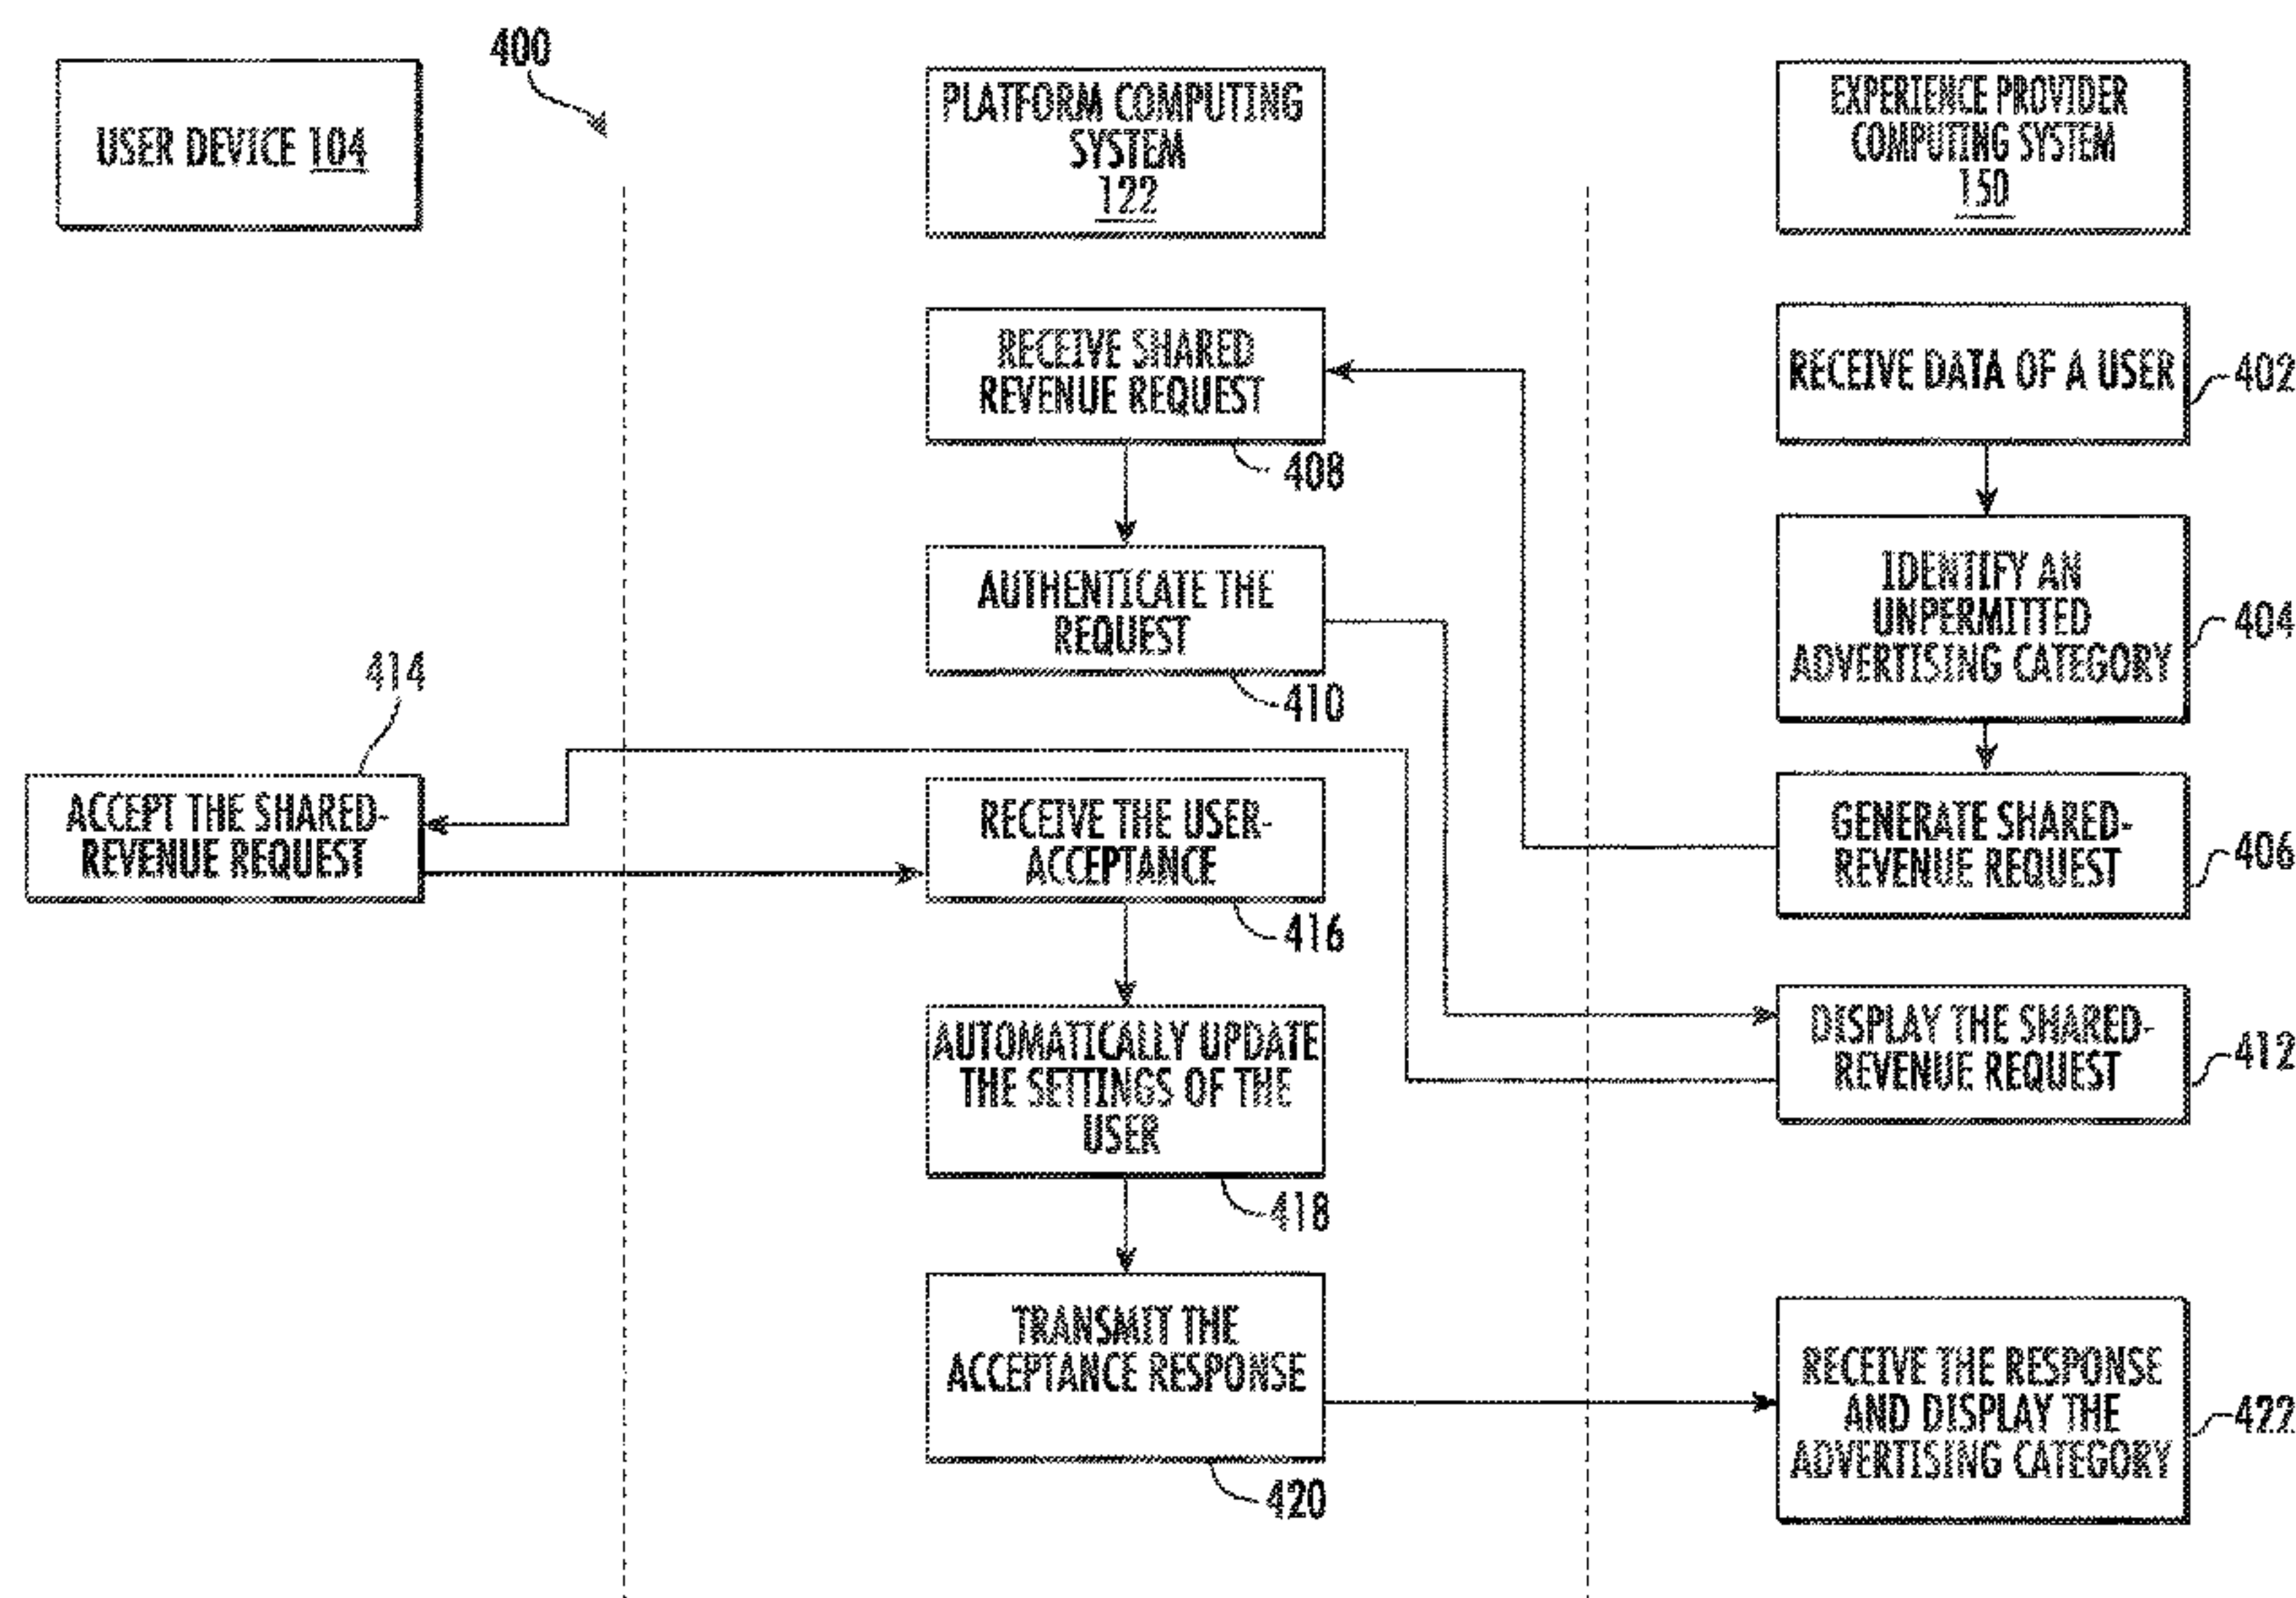 400
USER DEVICE 104
PLATFORM COMPUTING
SYSTEM
122
EXPERIENCE PROVIDER
COMPUTING SYSTEM
150
RECEIVE SHARED
REVENUE REQUEST
408
RECEIVE DATA OF A USER
402
AUTHENTICATE THE
REQUEST
410
IDENTIFY AN
UNPERMITTED
ADVERTISING CATEGORY
404
414
ACCEPT THE SHARED-
REVENUE REQUEST
RECEIVE THE USER-
ACCEPTANCE
416
GENERATE SHARED-
REVENUE REQUEST
406
AUTOMATICALLY UPDATE
THE SETTINGS OF THE
USER
418
DISPLAY THE SHARED-
REVENUE REQUEST
412
TRANSMIT THE
ACCEPTANCE RESPONSE
420
RECEIVE THE RESPONSE
AND DISPLAY THE
ADVERTISING CATEGORY
422